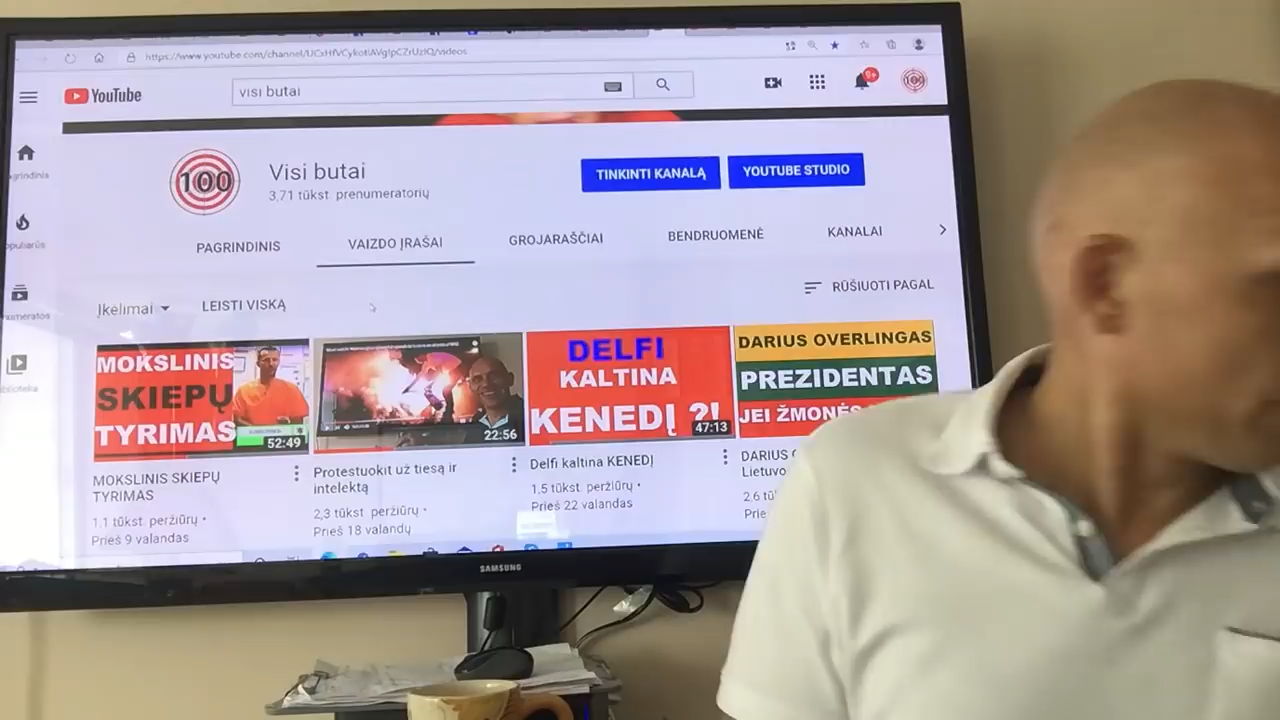 https://www.youtube.com/channel/
YouTube
visi butai
9+
100
100
Visi butai
3,71 tūkst. prenumeratorių
TINKINTI KANALĄ
YOUTUBE STUDIO
PAGRINDINIS
VAIZDO ĮRAŠAI
GROJARAŠČIAI
BENDRUOMENĖ
KANALAI
Įkėlimai
LEISTI VISKĄ
RŪŠIUOTI PAGAL
MOKSLINIS
SKIEPŲ
TYRIMAS
52:49
22:56
DELFI
KALTINA
KENEDĮ ?!
47:13
DARIUS OVERLINGAS
PREZIDENTAS
JEI ŽMONĖS
MOKSLINIS SKIEPŲ
TYRIMAS
1,1 tūkst. peržiūrų •
Prieš 9 valandas
Protestuokit už tiesą ir
intelektą
2,3 tūkst. peržiūrų •
Prieš 18 valandų
Delfi kaltina KENEDĮ
1,5 tūkst. peržiūrų •
Prieš 22 valandas
DARIUS
Lietuvo
2,6 tū
Prie
SAMSUNG